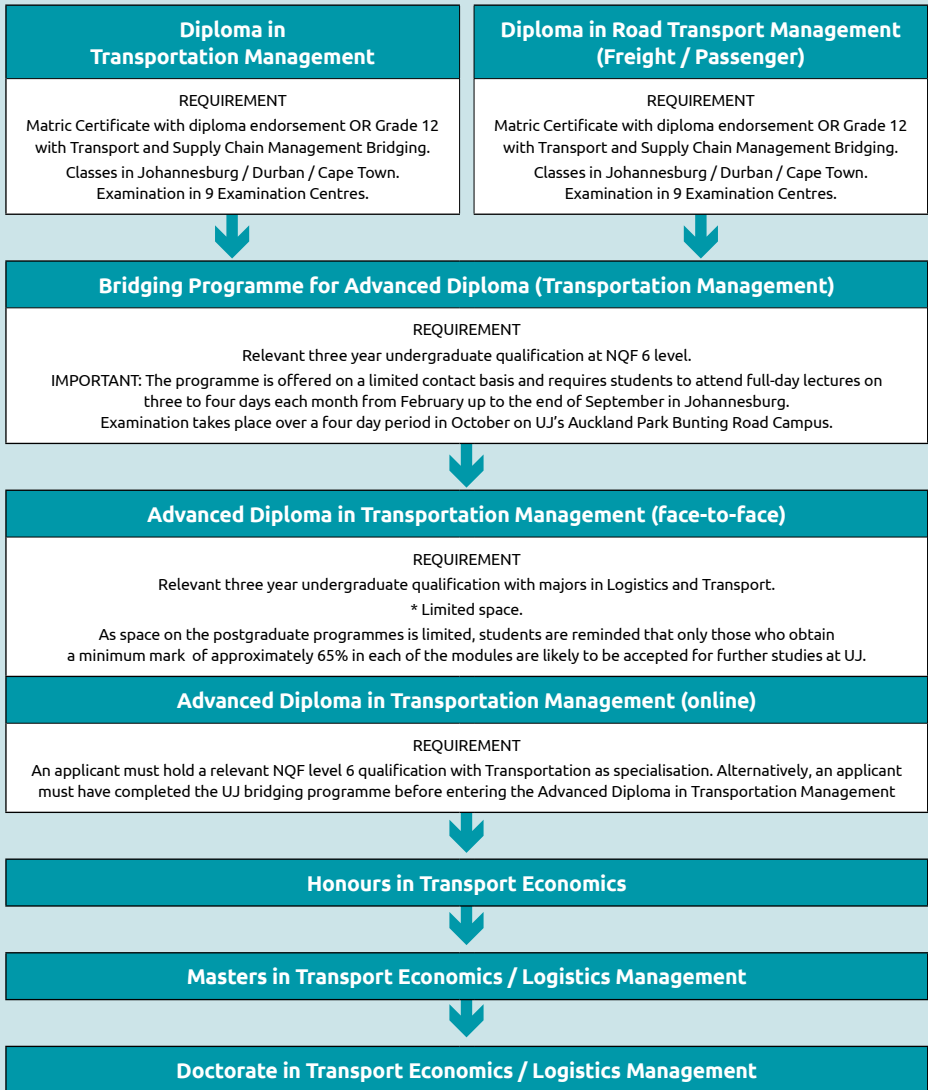 Diploma in
Transportation Management
REQUIREMENT
Matric Certificate with diploma endorsement OR Grade 12
with Transport and Supply Chain Management Bridging.
Classes in Johannesburg / Durban / Cape Town.
Examination in 9 Examination Centres.
Diploma in Road Transport Management
(Freight / Passenger)
REQUIREMENT
Matric Certificate with diploma endorsement OR Grade 12
with Transport and Supply Chain Management Bridging.
Classes in Johannesburg / Durban / Cape Town.
Examination in 9 Examination Centres.
Bridging Programme for Advanced Diploma (Transportation Management)
REQUIREMENT
Relevant three year undergraduate qualification at NQF 6 level.
IMPORTANT: The programme is offered on a limited contact basis and requires students to attend full-day lectures on
three to four days each month from February up to the end of September in Johannesburg.
Examination takes place over a four day period in October on UJ's Auckland Park Bunting Road Campus.
Advanced Diploma in Transportation Management (face-to-face)
REQUIREMENT
Relevant three year undergraduate qualification with majors in Logistics and Transport.
* Limited space.
As space on the postgraduate programmes is limited, students are reminded that only those who obtain
a minimum mark of approximately 65% in each of the modules are likely to be accepted for further studies at UJ.
Advanced Diploma in Transportation Management (online)
REQUIREMENT
An applicant must hold a relevant NQF level 6 qualification with Transportation as specialisation. Alternatively, an applicant
must have completed the UJ bridging programme before entering the Advanced Diploma in Transportation Management
Honours in Transport Economics
Masters in Transport Economics / Logistics Management
Doctorate in Transport Economics / Logistics Management